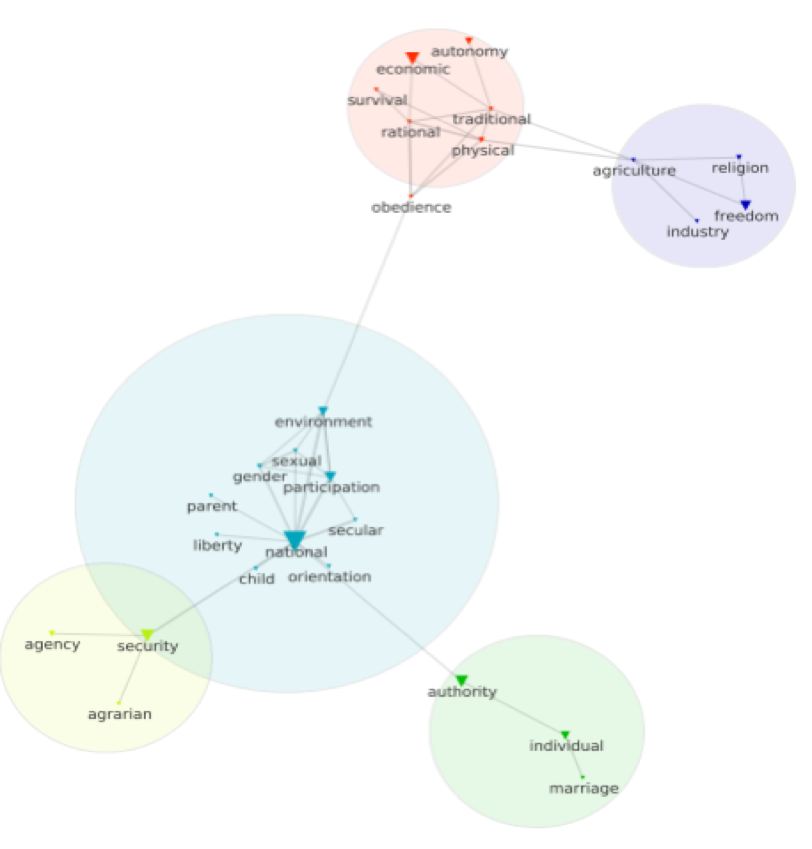 autonomy
economic
survival
traditional
rational
physical
agriculture
religion
obedience
freedom
industry
environment
sexual
gender
participation
parent
secular
liberty
national
child
orientation
agency
security
authority
agrarian
individual
marriage